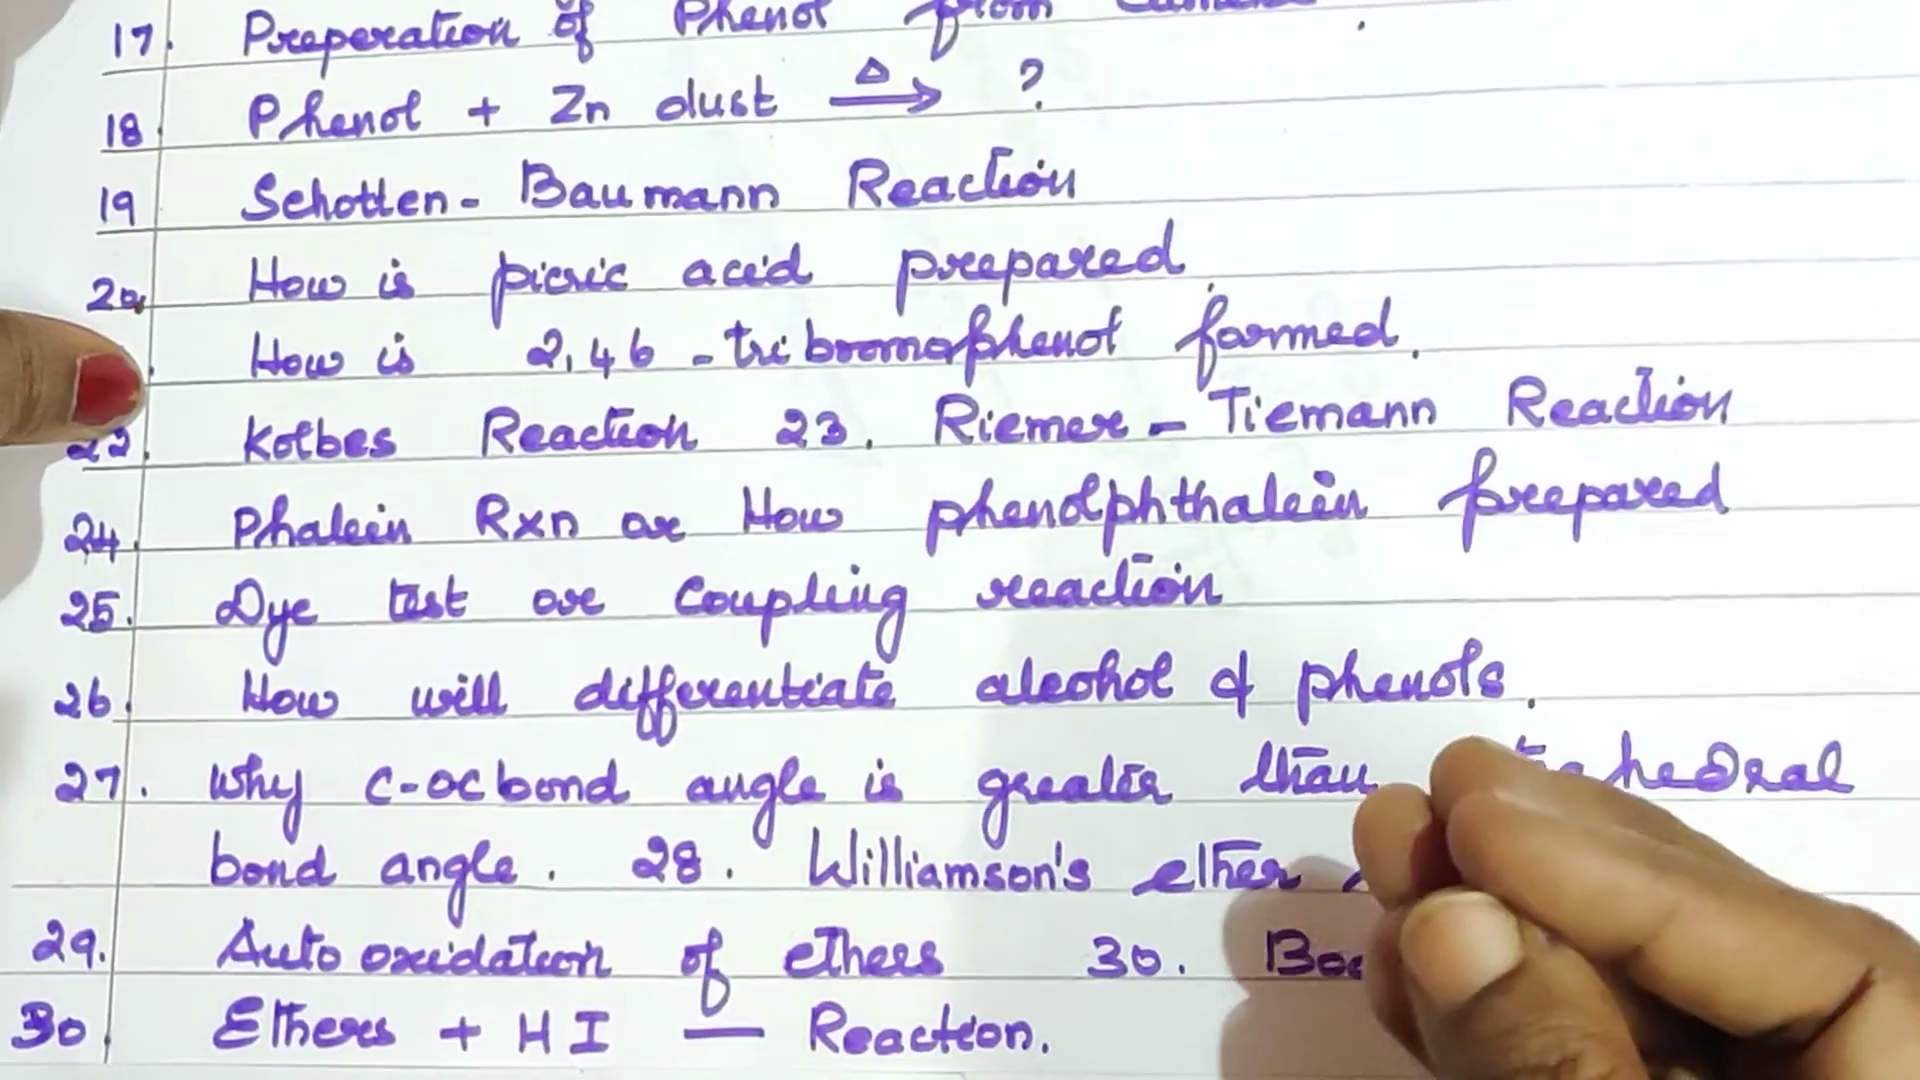 17. Preperation of Phenol from
18. Phenol + Zn dust △→ ?
19 Schotten - Baumann Reaction
20. How is picric acid prepared
How is 2,4 6 - tribromophenol formed.
22. Kolbes Reaction 23. Riemer - Tiemann Reaction
24. Phalein Rxn or How phenolphthalein prepared
25. Dye test or Coupling reaction
26. How will differentiate alcohol & phenols.
27. Why C-OC bond angle is greater than
bond angle. 28. Williamson's ether
29. Auto oxidation of ethers 30.
30 Ethers + HI — Reaction.